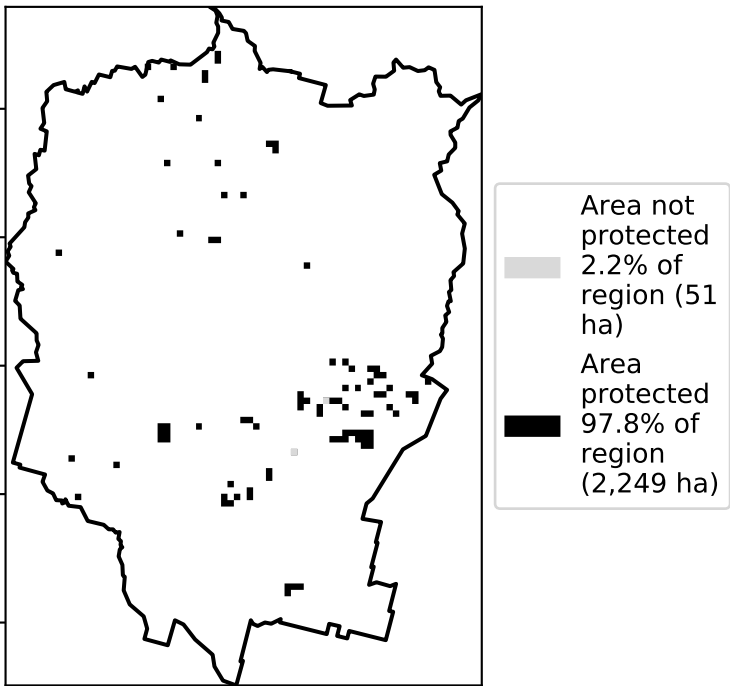 Area not
protected
2.2% of
region (51
ha)
Area
protected
97.8% of
region
(2,249 ha)